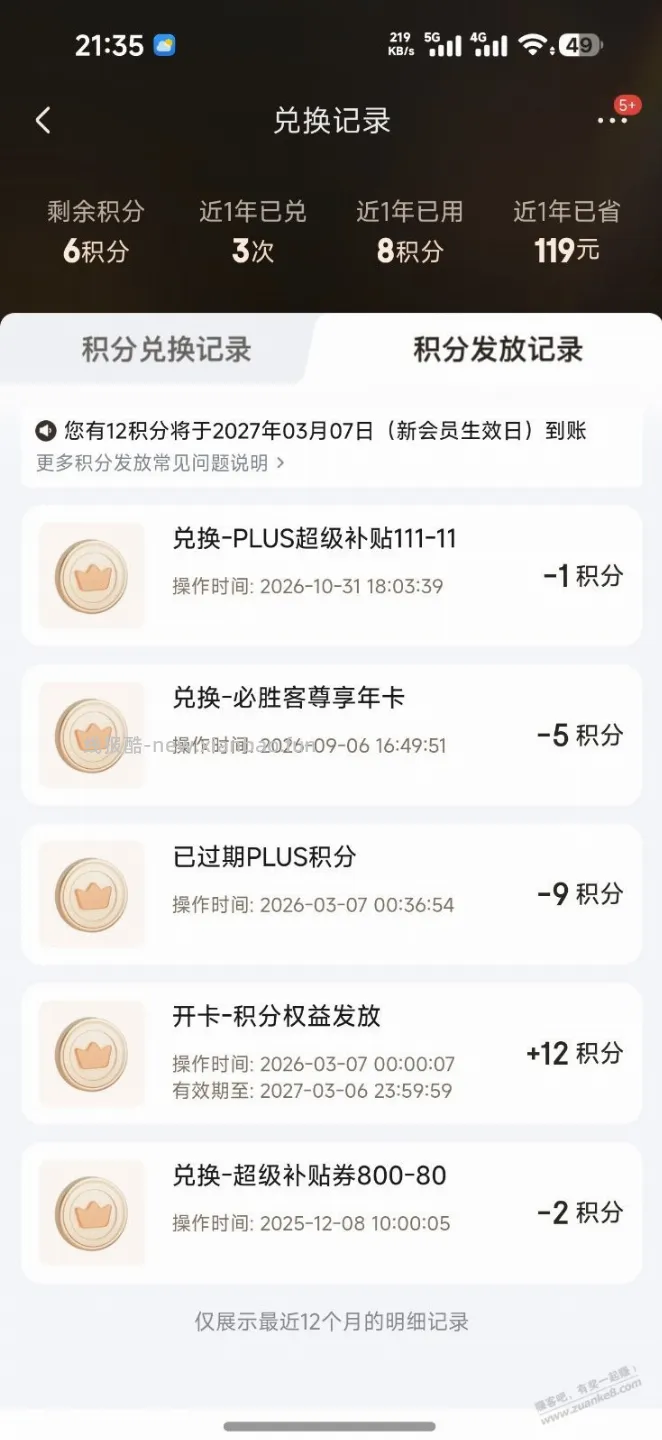 21:35
219 KB/s 5G 4G 49
兑换记录
5+
剩余积分 近1年已兑 近1年已用 近1年已省
6积分 3次 8积分 119元
积分兑换记录 积分发放记录
您有12积分将于2027年03月07日（新会员生效日）到账
更多积分发放常见问题说明 >
兑换-PLUS超级补贴111-11
操作时间: 2026-10-31 18:03:39
-1 积分
兑换-必胜客尊享年卡
操作时间: 2026-09-06 16:49:51
-5 积分
已过期PLUS积分
操作时间: 2026-03-07 00:36:54
-9 积分
开卡-积分权益发放
操作时间: 2026-03-07 00:00:07
有效期至: 2027-03-06 23:59:59
+12 积分
兑换-超级补贴券800-80
操作时间: 2025-12-08 10:00:05
-2 积分
仅展示最近12个月的明细记录
赚客吧，有奖一起赚！
www.zuanke8.com